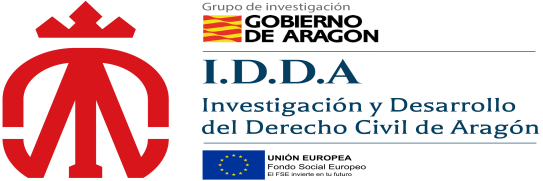 Grupo de investigación
GOBIERNO
DE ARAGON
I.D.D.A
Investigación y Desarrollo
del Derecho Civil de Aragón
UNIÓN EUROPEA
Fondo Social Europeo
El FSE invierte en tu futuro